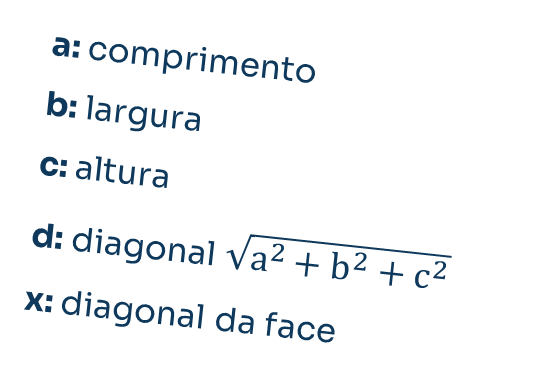 a: comprimento
b: largura
c: altura
d: diagonal √a² + b² + c²
x: diagonal da face